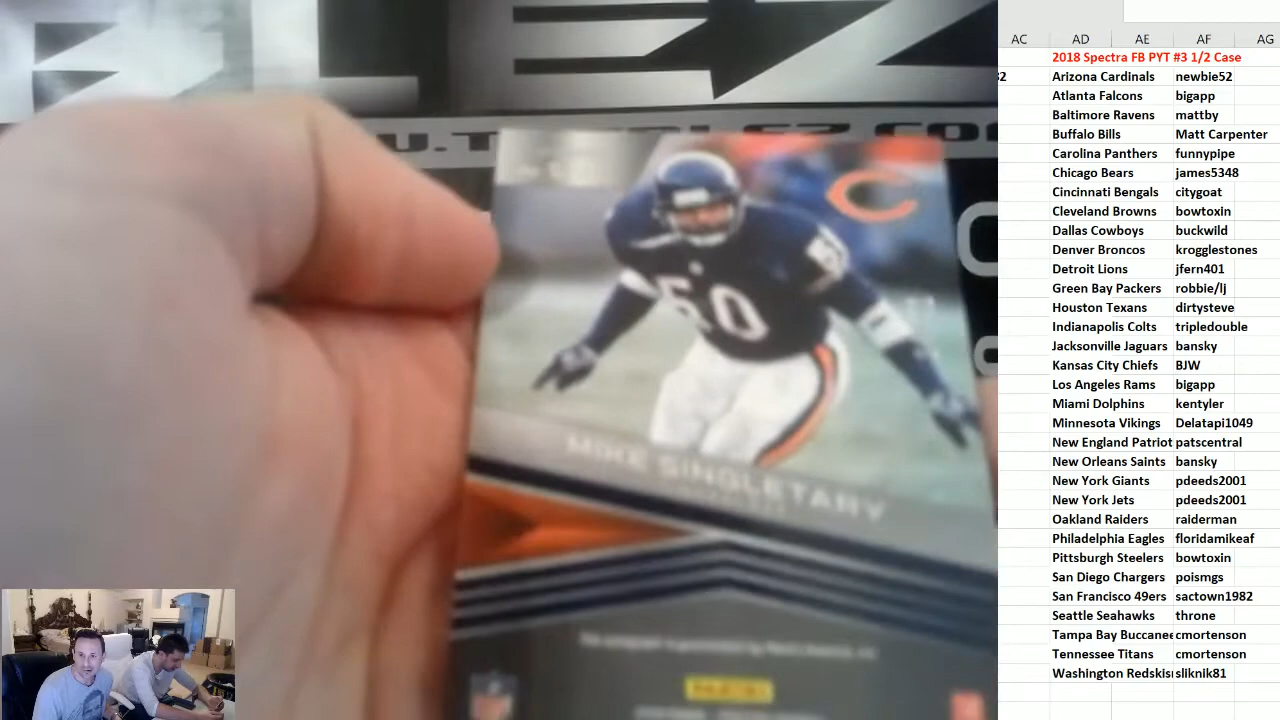 50
MIKE SINGLETARY
PANINI
AC AD AE AF AG
2018 Spectra FB PYT #3 1/2 Case
Arizona Cardinals newbie52
Atlanta Falcons bigapp
Baltimore Ravens mattby
Buffalo Bills Matt Carpenter
Carolina Panthers funnypipe
Chicago Bears james5348
Cincinnati Bengals citygoat
Cleveland Browns bowtoxin
Dallas Cowboys buckwild
Denver Broncos krogglestones
Detroit Lions jfern401
Green Bay Packers robbie/lj
Houston Texans dirtysteve
Indianapolis Colts tripledouble
Jacksonville Jaguars bansky
Kansas City Chiefs BJW
Los Angeles Rams bigapp
Miami Dolphins kentyler
Minnesota Vikings Delatapi1049
New England Patriot patscentral
New Orleans Saints bansky
New York Giants pdeeds2001
New York Jets pdeeds2001
Oakland Raiders raiderman
Philadelphia Eagles floridamikeaf
Pittsburgh Steelers bowtoxin
San Diego Chargers poismgs
San Francisco 49ers sactown1982
Seattle Seahawks throne
Tampa Bay Buccanee cmortenson
Tennessee Titans cmortenson
Washington Redskis sliknik81